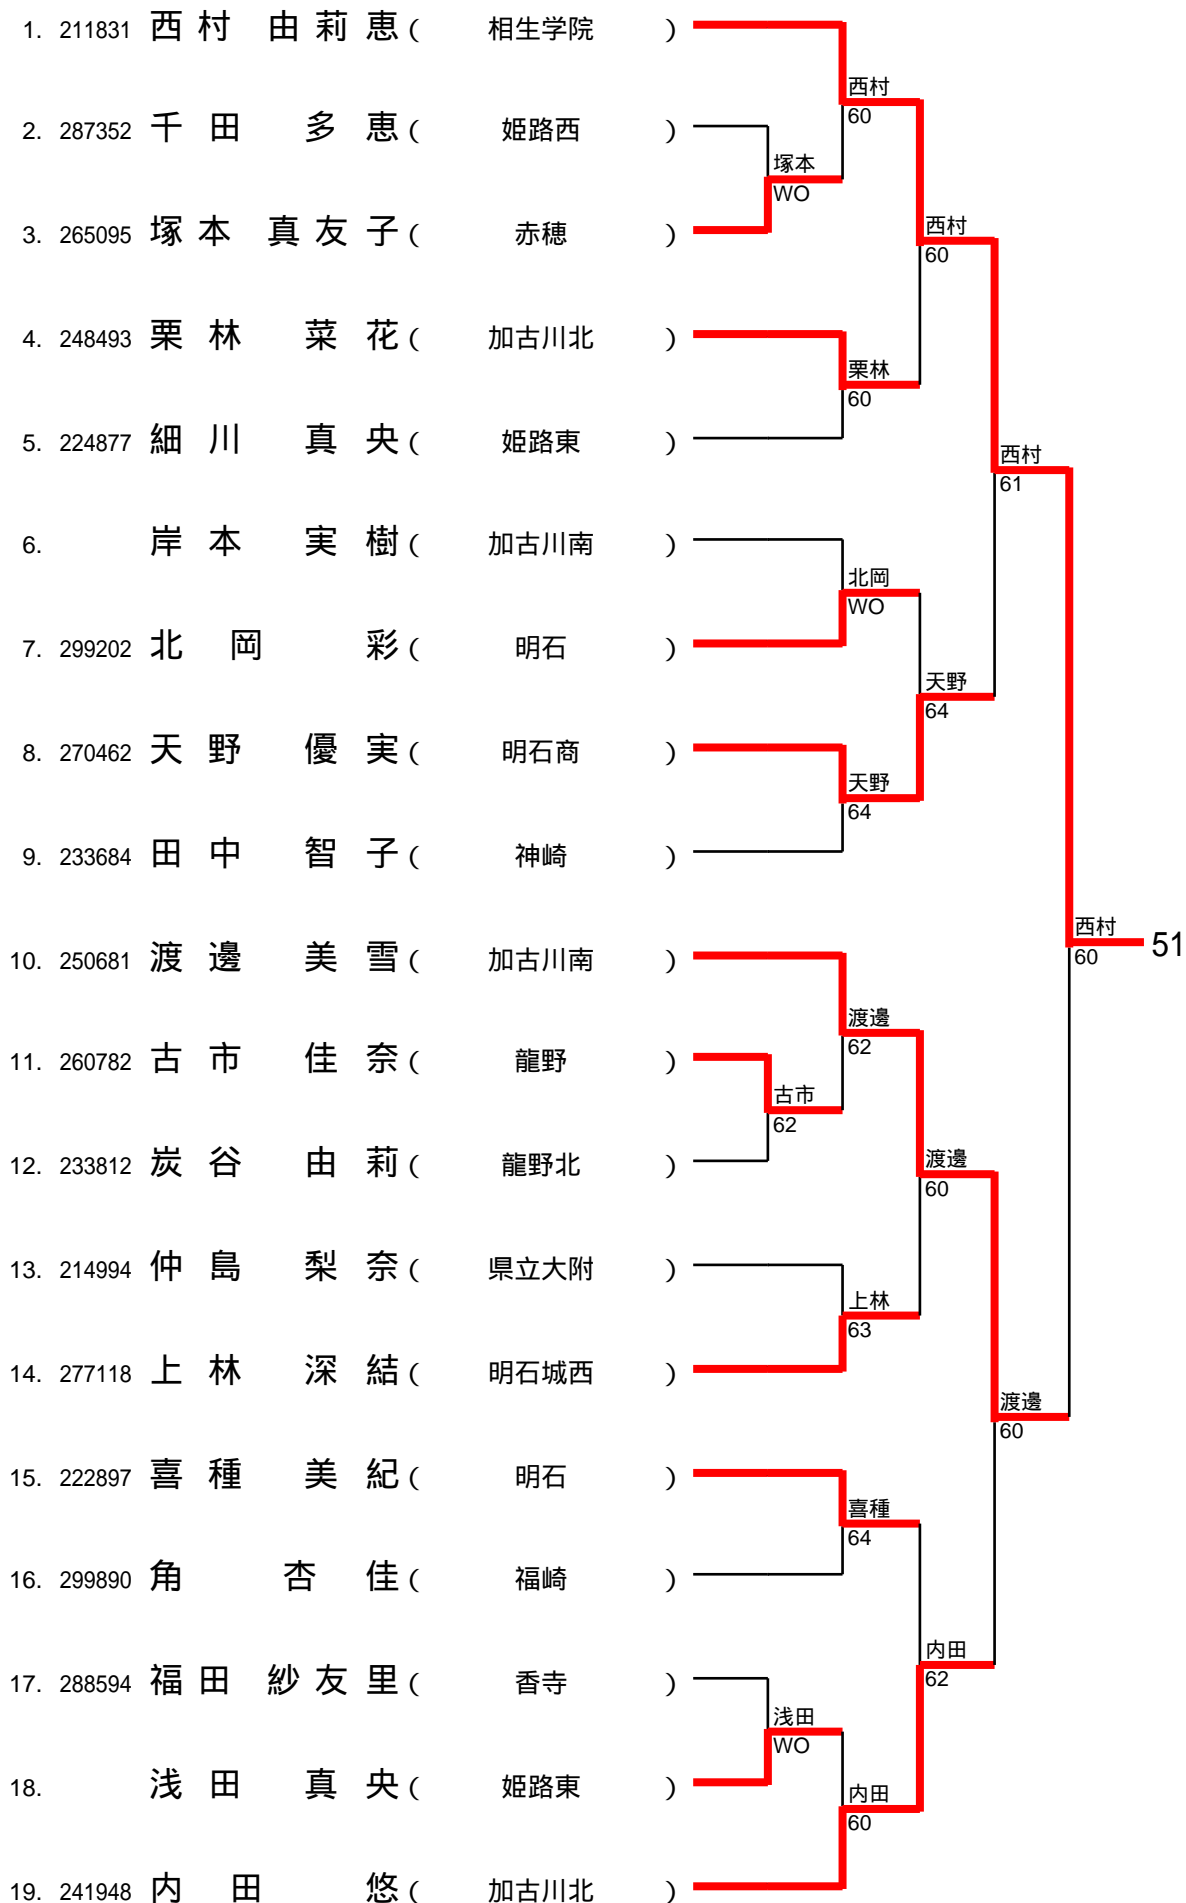 1. 211831 西村 由莉恵 ( 相生学院 )
西村
60
2. 287352 千田 多恵 ( 姫路西 )
塚本
WO
3. 265095 塚本 真友子 ( 赤穂 )
西村
60
4. 248493 栗林 菜花 ( 加古川北 )
栗林
60
5. 224877 細川 真央 ( 姫路東 )
西村
61
6. 岸本 実樹 ( 加古川南 )
北岡
WO
7. 299202 北岡 彩 ( 明石 )
天野
64
8. 270462 天野 優実 ( 明石商 )
天野
64
9. 233684 田中 智子 ( 神崎 )
西村
60
51
10. 250681 渡邊 美雪 ( 加古川南 )
渡邊
62
11. 260782 古市 佳奈 ( 龍野 )
古市
62
12. 233812 炭谷 由莉 ( 龍野北 )
渡邊
60
13. 214994 仲島 梨奈 ( 県立大附 )
上林
63
14. 277118 上林 深結 ( 明石城西 )
渡邊
60
15. 222897 喜種 美紀 ( 明石 )
喜種
64
16. 299890 角 杏佳 ( 福崎 )
内田
62
17. 288594 福田 紗友里 ( 香寺 )
浅田
WO
18. 浅田 真央 ( 姫路東 )
内田
60
19. 241948 内田 悠 ( 加古川北 )